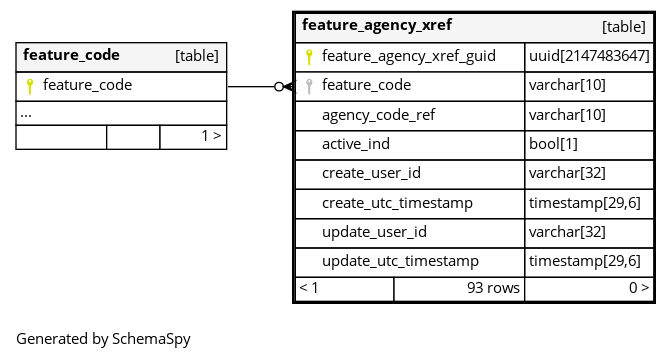 feature_code [table]
feature_code
...
1 >
feature_agency_xref [table]
feature_agency_xref_guid uuid[2147483647]
feature_code varchar[10]
agency_code_ref varchar[10]
active_ind bool[1]
create_user_id varchar[32]
create_utc_timestamp timestamp[29,6]
update_user_id varchar[32]
update_utc_timestamp timestamp[29,6]
< 1 93 rows 0 >
Generated by SchemaSpy